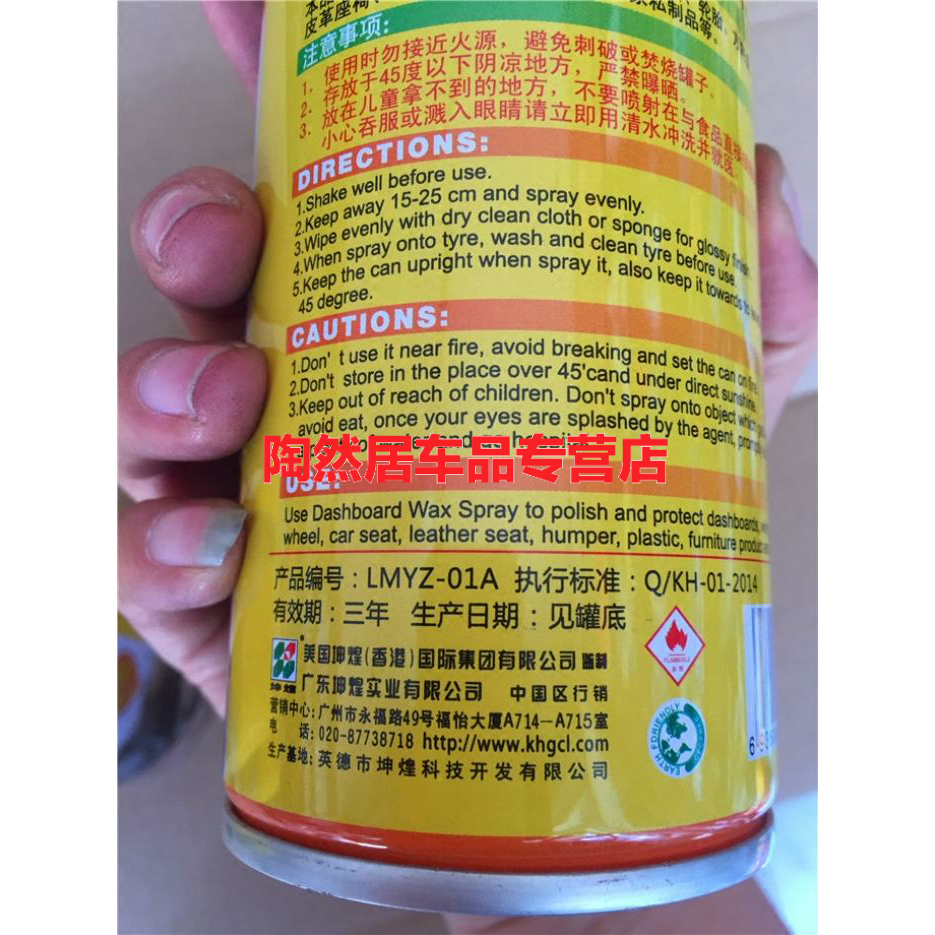 皮革座椅、
私制品等。
注意事项:
1、使用时勿接近火源，避免刺破或焚烧罐子。
2、存放于45度以下阴凉地方，严禁曝晒。
3、放在儿童拿不到的地方，不要喷射在与食品直接
小心吞服或溅入眼睛请立即用清水冲洗并就医
DIRECTIONS:
1.Shake well before use.
2.Keep away 15-25 cm and spray evenly.
3.Wipe evenly with dry clean cloth or sponge for glossy
4.When spray onto tyre, wash and clean tyre before use.
5.Keep the can upright when spray it, also keep it towards
45 degree.
CAUTIONS:
1.Don't use it near fire, avoid breaking and set the can on
2.Don't store in the place over 45'cand under direct sunshine.
3.Keep out of reach of children. Don't spray onto object which
avoid eat, once your eyes are splashed by the agent,
陶然居车品专营店
USE:
Use Dashboard Wax Spray to polish and protect dashboards,
wheel, car seat, leather seat, humper, plastic, furniture
产品编号：LMYZ-01A 执行标准：Q/KH-01-2014
有效期：三年 生产日期：见罐底
美国坤煌(香港)国际集团有限公司 监制
坤煌
广东坤煌实业有限公司 中国区行销
营销中心:广州市永福路49号福怡大厦A714-A715室
电 话:020-87738718 http://www.khgcl.com
生产基地:英德市坤煌科技开发有限公司
FLAMMABLE
EARTH FDRIENDLY
6